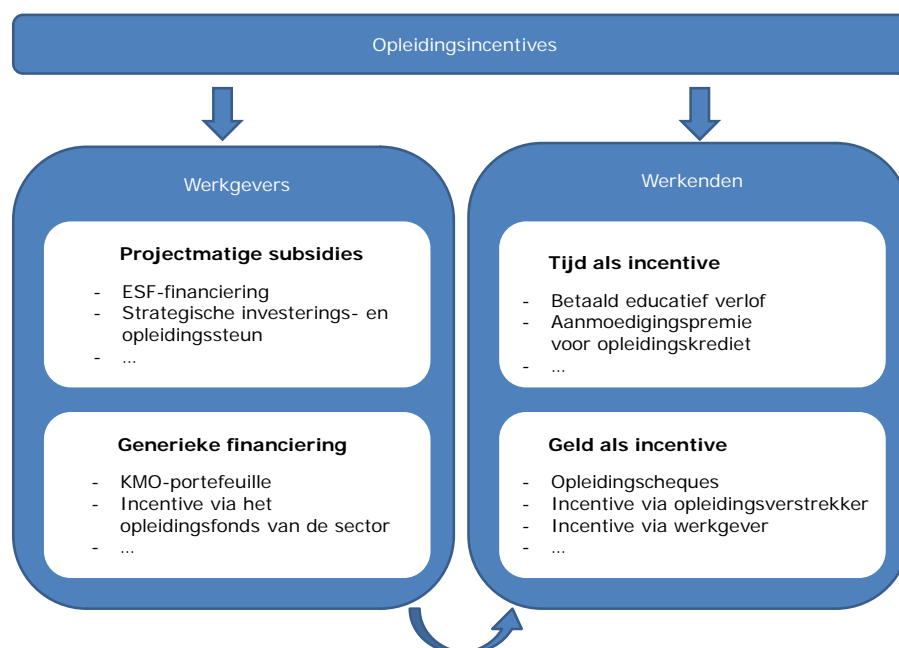 Opleidingsincentives
Werkgevers
Projectmatige subsidies
- ESF-financiering
- Strategische investerings- en
opleidingssteun
- ...
Generieke financiering
- KMO-portefeuille
- Incentive via het
opleidingsfonds van de sector
- ...
Werkenden
Tijd als incentive
- Betaald educatief verlof
- Aanmoedigingspremie
voor opleidingskrediet
- ...
Geld als incentive
- Opleidingscheques
- Incentive via opleidingsverstrekker
- Incentive via werkgever
- ...